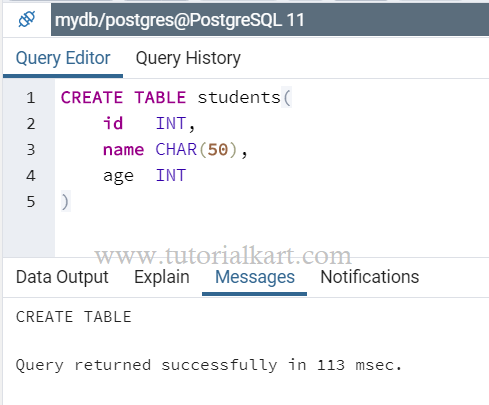 mydb/postgres@PostgreSQL 11
Query Editor Query History
1 CREATE TABLE students(
2 id INT,
3 name CHAR(50),
4 age INT
5 )
www.tutorialkart.com
Data Output Explain Messages Notifications
CREATE TABLE
Query returned successfully in 113 msec.